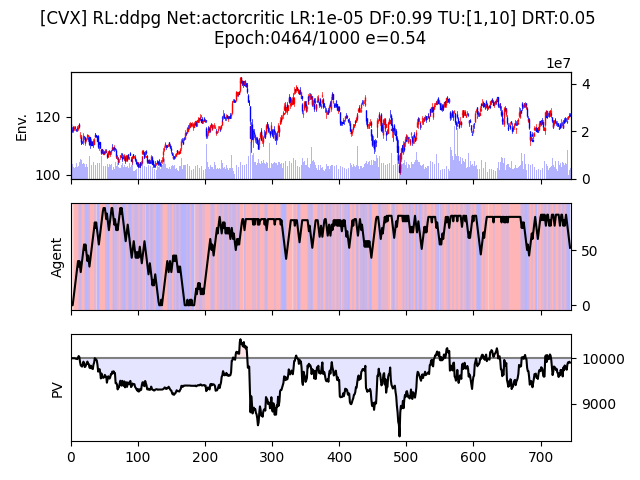 [CVX] RL:ddpg Net:actorcritic LR:1e-05 DF:0.99 TU:[1,10] DRT:0.05
Epoch:0464/1000 e=0.54
1e7
Env.
120
100
4
2
0
Agent
50
0
PV
10000
9000
0 100 200 300 400 500 600 700